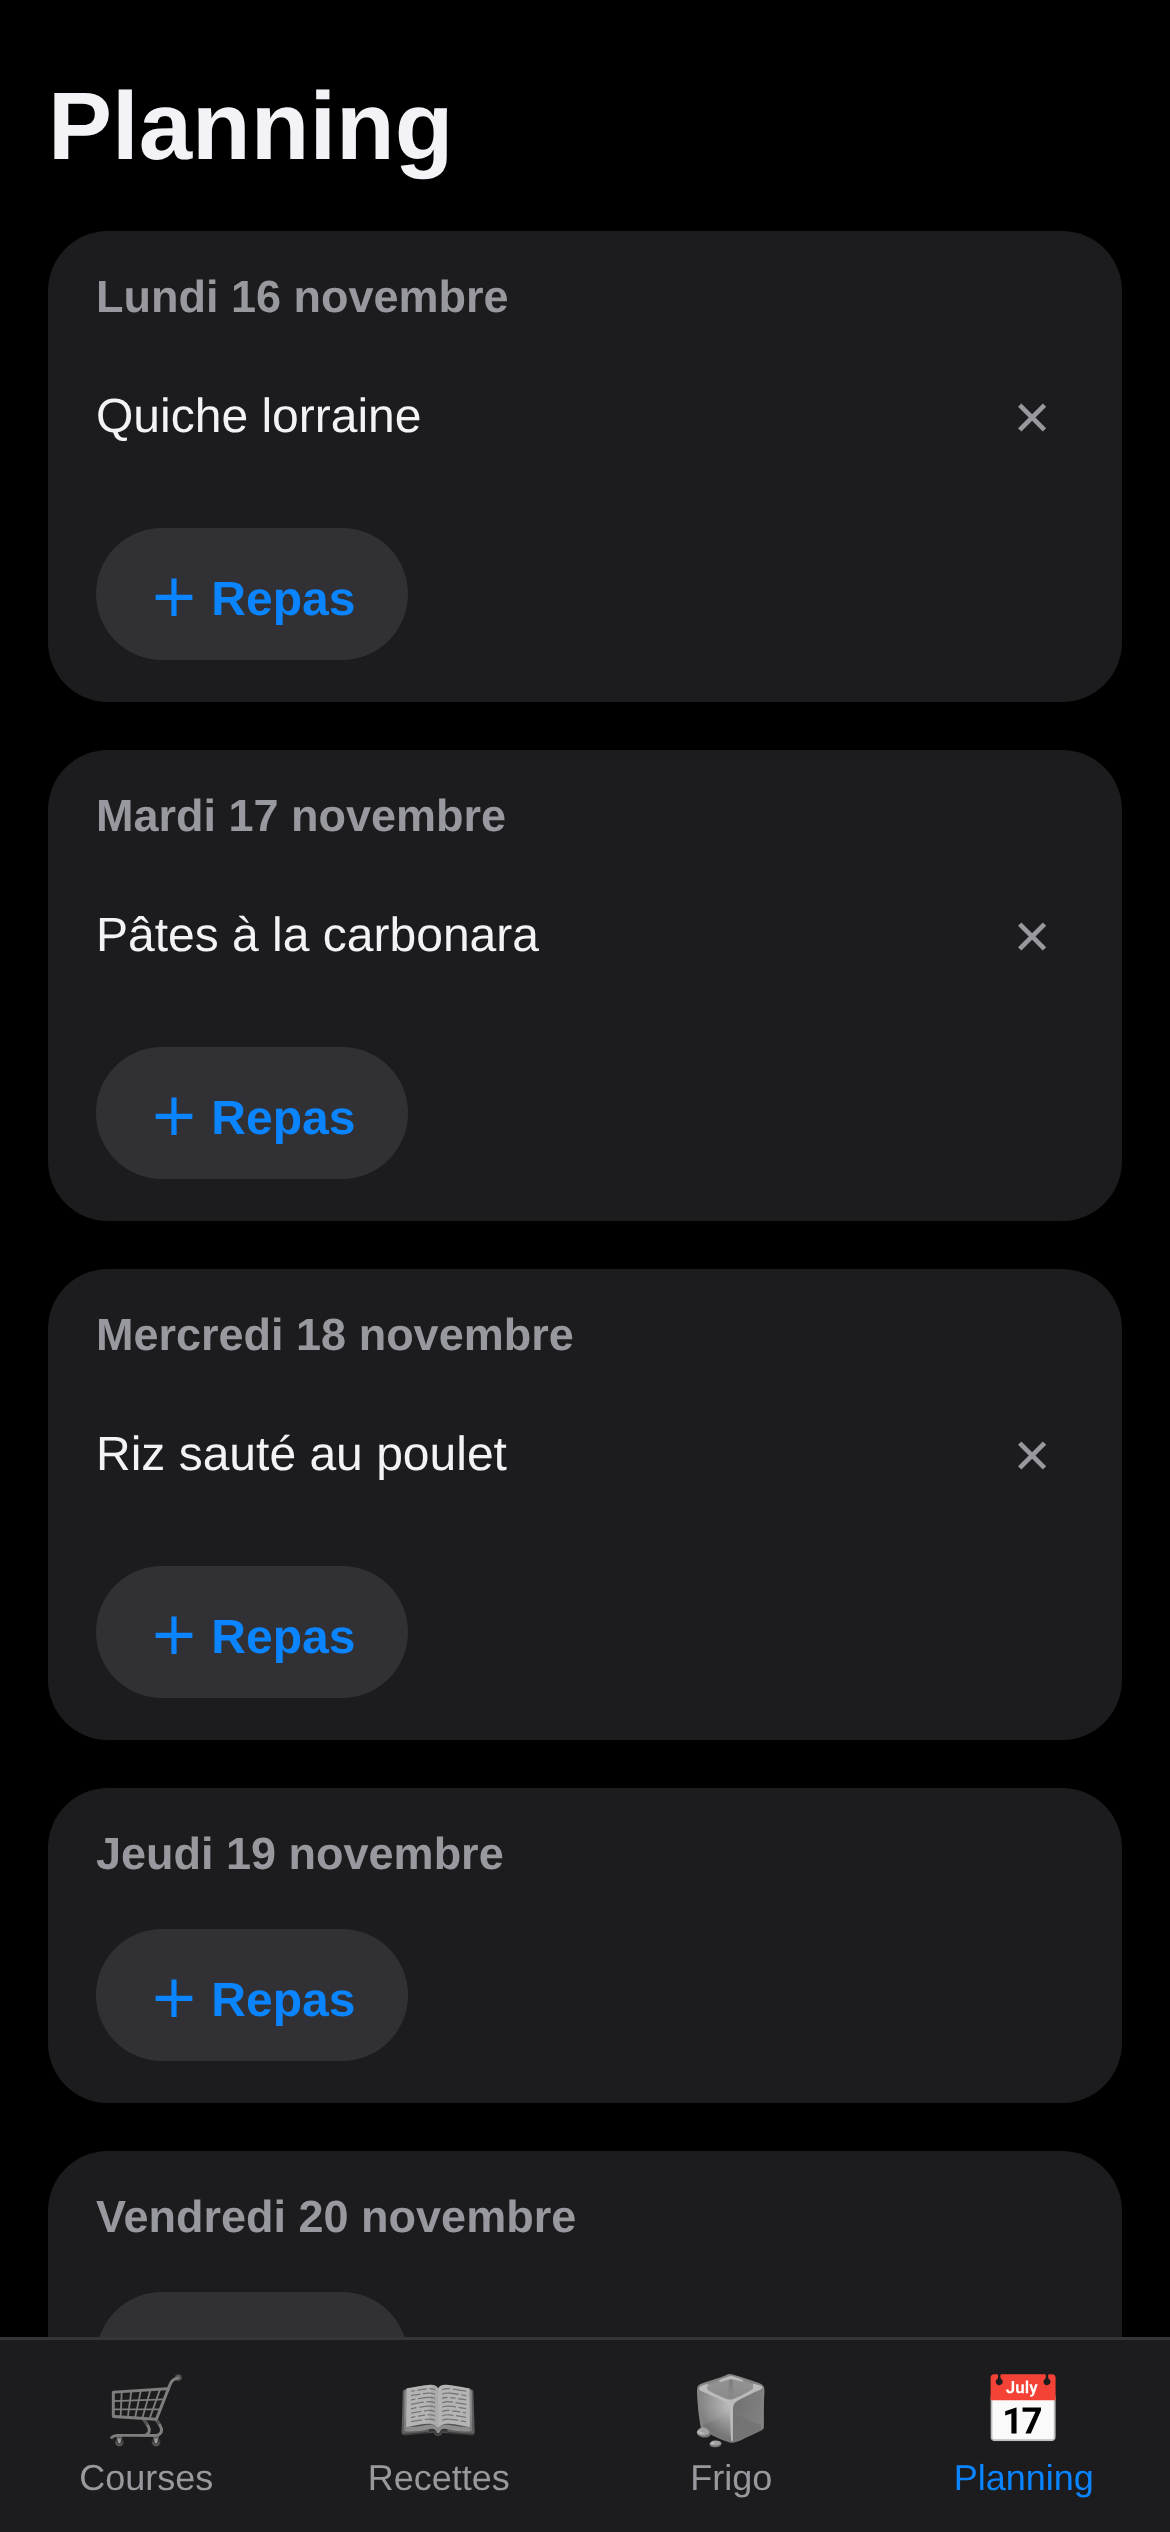 Planning
Lundi 16 novembre
Quiche lorraine ×
+ Repas
Mardi 17 novembre
Pâtes à la carbonara ×
+ Repas
Mercredi 18 novembre
Riz sauté au poulet ×
+ Repas
Jeudi 19 novembre
+ Repas
Vendredi 20 novembre
July
17
Courses Recettes Frigo Planning